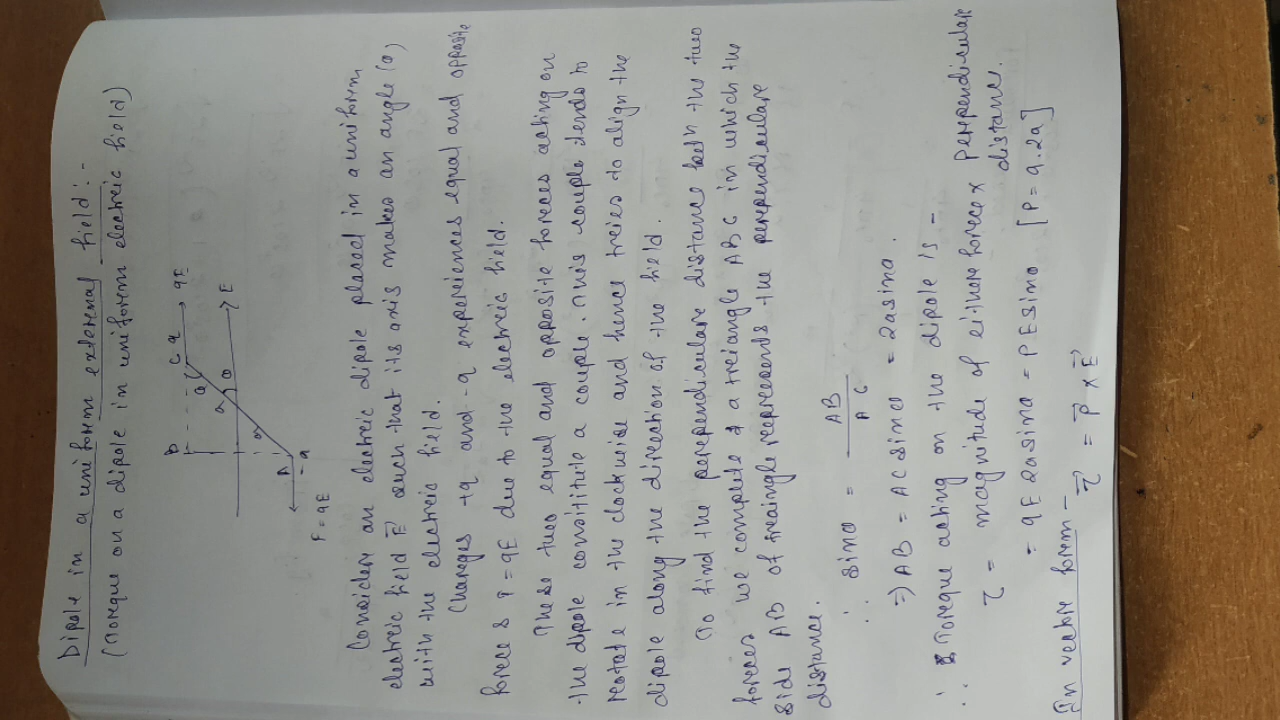 Dipole in a uniform external field:-
(Torque on a dipole in uniform electric field)
B
C q
qE
a
θ
E
a
A
-q
F = qE
Consider an electric dipole placed in a uniform
electric field E⃗ such that its axis makes an angle (θ)
with the electric field.
Charges +q and -q experiences equal and opposite
forces F = qE due to the electric field.
These two equal and opposite forces acting on
the dipole constitute a couple. This couple tends to
rotate in the clockwise and hence tries to align the
dipole along the direction of the field.
To find the perpendicular distance betn the two
forces we complete a triangle ABC in which the
side AB of traingle represents the perpendicular
distance.
∴ sinθ = AB / AC
=> AB = AC sinθ = 2a sinθ.
∴ Torque acting on the dipole is -
τ = magnitude of either force x perpendicular
distance.
= qE 2a sinθ = PE sinθ [P = q.2a]
In vector form -
τ⃗ = P⃗ x E⃗